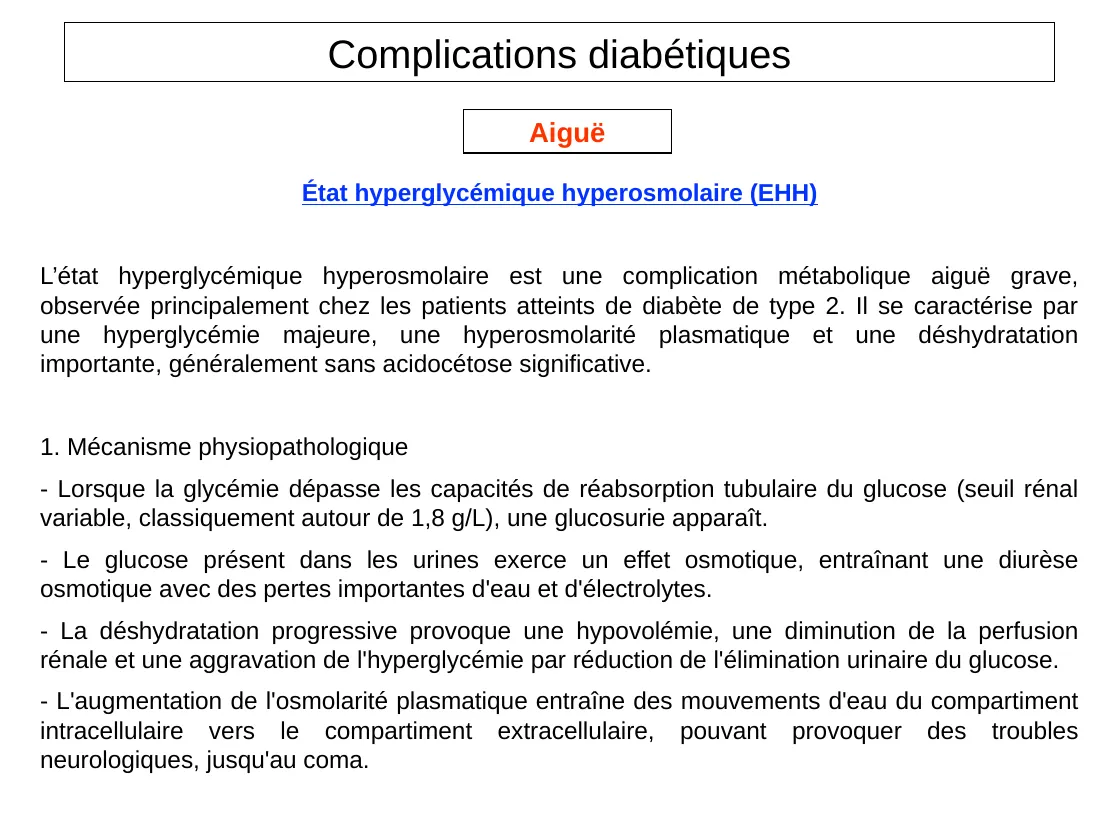 Complications diabétiques
Aiguë
État hyperglycémique hyperosmolaire (EHH)
L’état hyperglycémique hyperosmolaire est une complication métabolique aiguë grave,
observée principalement chez les patients atteints de diabète de type 2. Il se caractérise par
une hyperglycémie majeure, une hyperosmolarité plasmatique et une déshydratation
importante, généralement sans acidocétose significative.
1. Mécanisme physiopathologique
- Lorsque la glycémie dépasse les capacités de réabsorption tubulaire du glucose (seuil rénal
variable, classiquement autour de 1,8 g/L), une glucosurie apparaît.
- Le glucose présent dans les urines exerce un effet osmotique, entraînant une diurèse
osmotique avec des pertes importantes d'eau et d'électrolytes.
- La déshydratation progressive provoque une hypovolémie, une diminution de la perfusion
rénale et une aggravation de l'hyperglycémie par réduction de l'élimination urinaire du glucose.
- L'augmentation de l'osmolarité plasmatique entraîne des mouvements d'eau du compartiment
intracellulaire vers le compartiment extracellulaire, pouvant provoquer des troubles
neurologiques, jusqu'au coma.